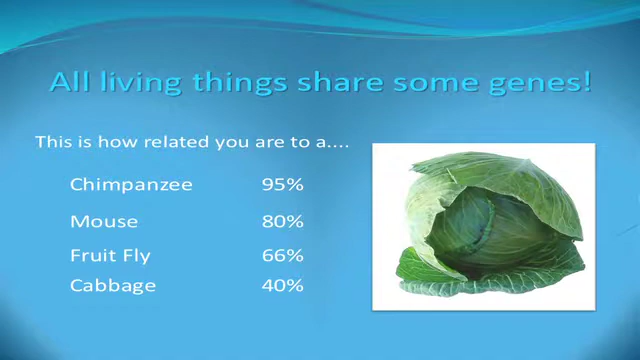 All living things share some genes!
This is how related you are to a....
Chimpanzee 95%
Mouse 80%
Fruit Fly 66%
Cabbage 40%